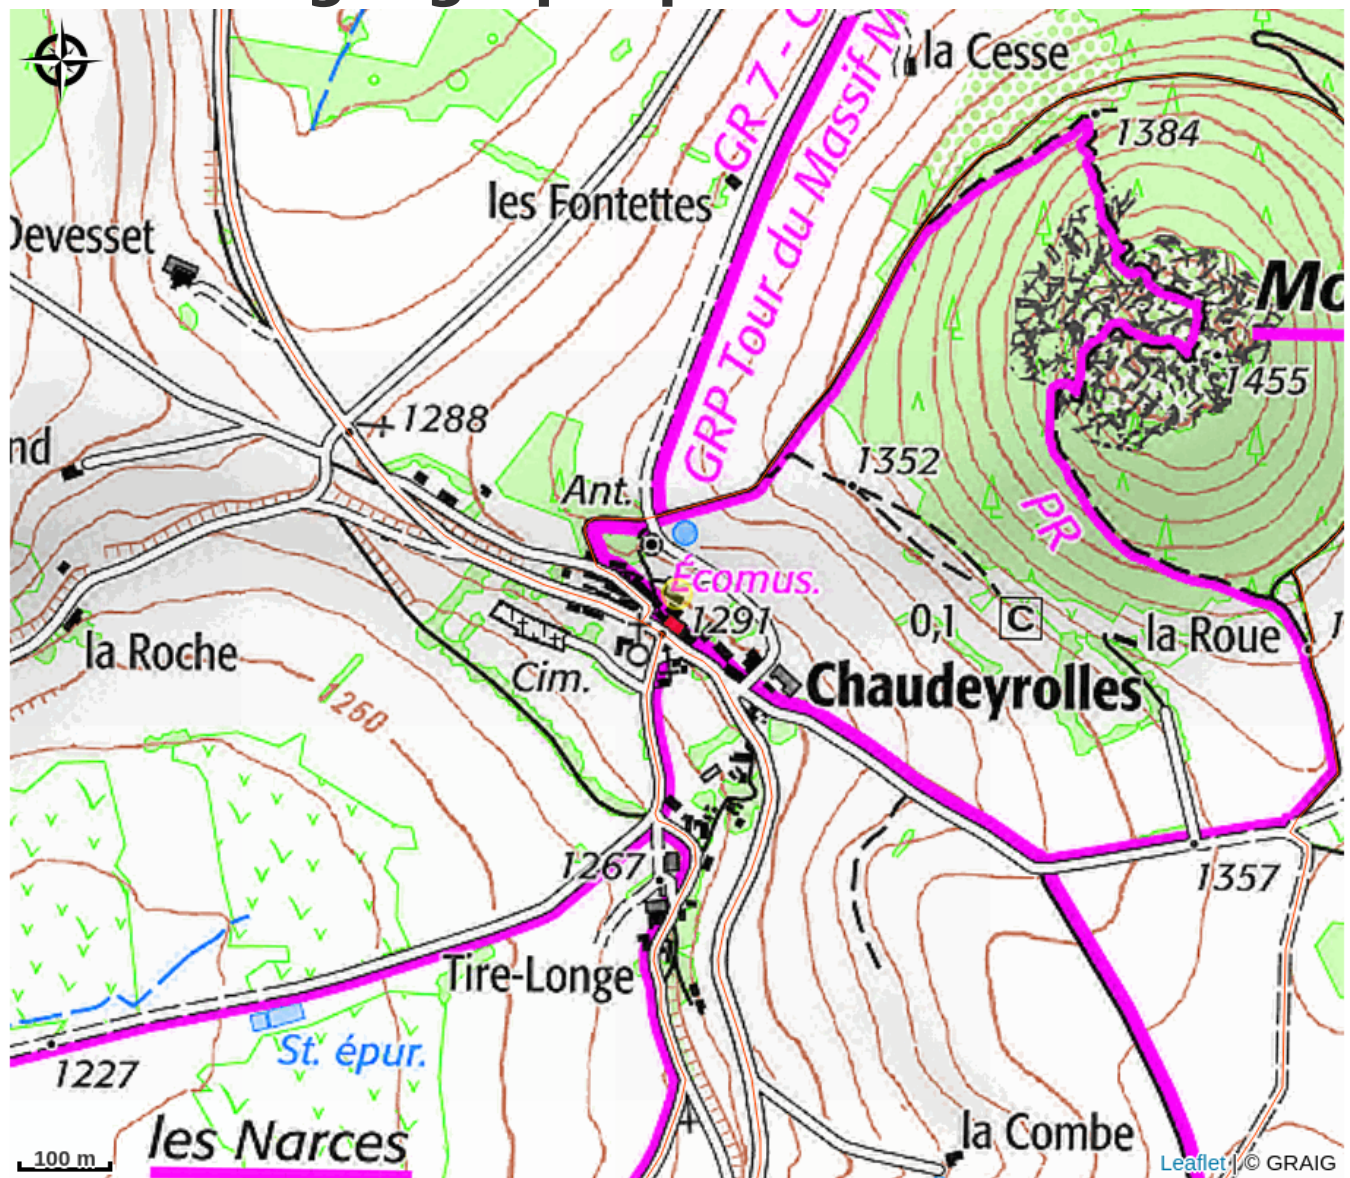 la Cesse
GR 7
1384
les Fontettes
Devesset
GRP Tour du Massif
1455
1288
nd
1352
Ant.
PR
Écomus.
1291
0,1
C
la Roue
la Roche
Cim.
Chaudeyrolles
1260
1267
1357
Tire-Longe
St. épur.
1227
les Narces
la Combe
100 m
Leaflet | © GRAIG